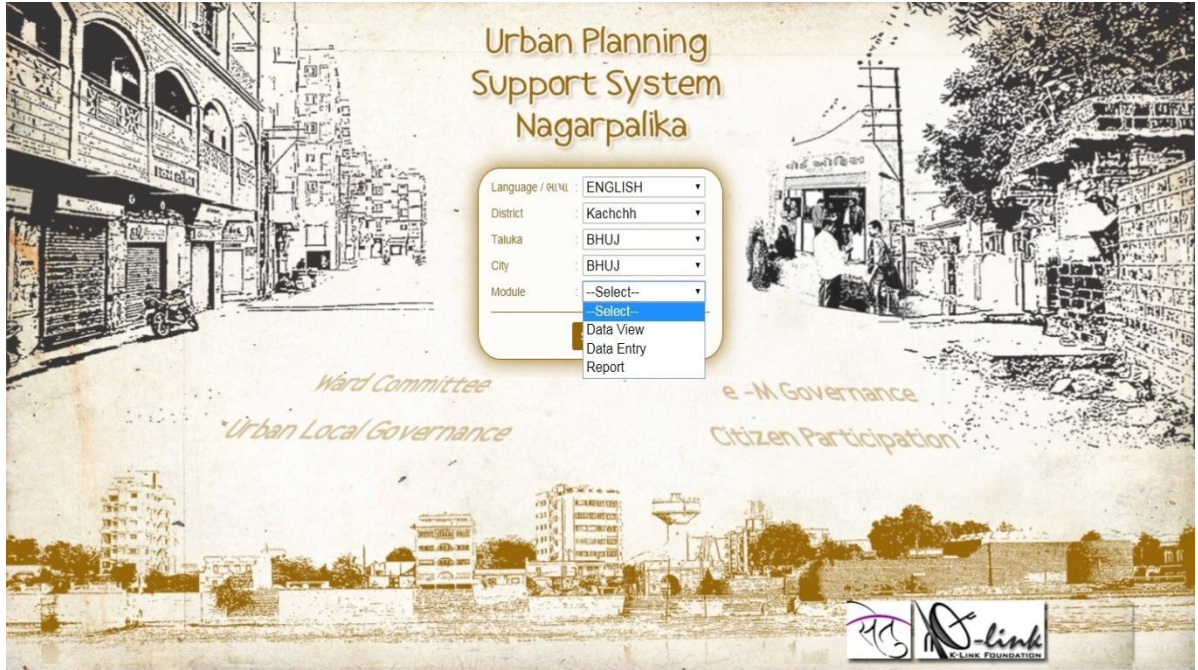 Urban Planning
Support System
Nagarpalika
Language / ભાષા : ENGLISH
District : Kachchh
Taluka : BHUJ
City : BHUJ
Module : --Select--
--Select--
Data View
Data Entry
Report
Ward Committee
e -M Governance
Urban Local Governance
Citizen Participation
સેતુ
K-link
K-LINK FOUNDATION